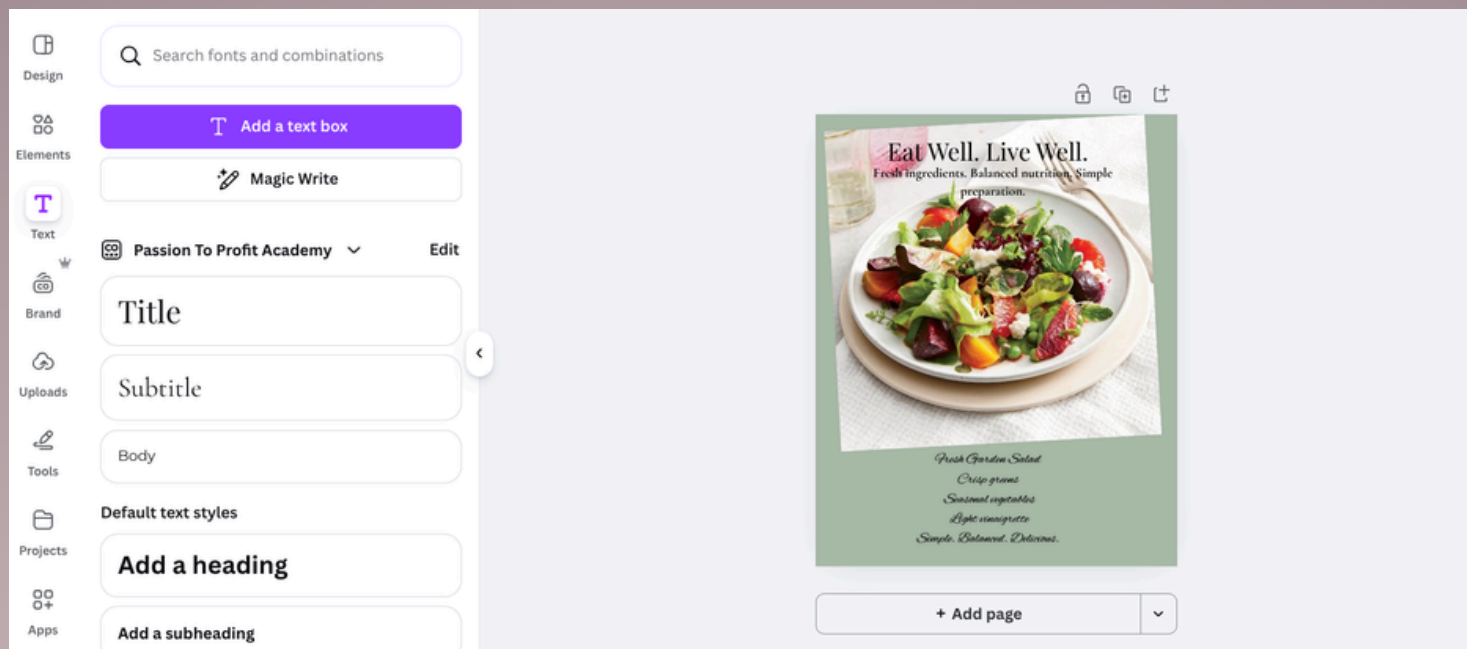 Design
Elements
Text
Brand
Uploads
Tools
Projects
Apps
Search fonts and combinations
T Add a text box
Magic Write
CO Passion To Profit Academy Edit
Title
Subtitle
Body
Default text styles
Add a heading
Add a subheading
Eat Well. Live Well.
Fresh ingredients. Balanced nutrition. Simple
preparation.
Fresh Garden Salad
Crisp greens
Seasonal vegetables
Light vinaigrette
Simple. Balanced. Delicious.
+ Add page